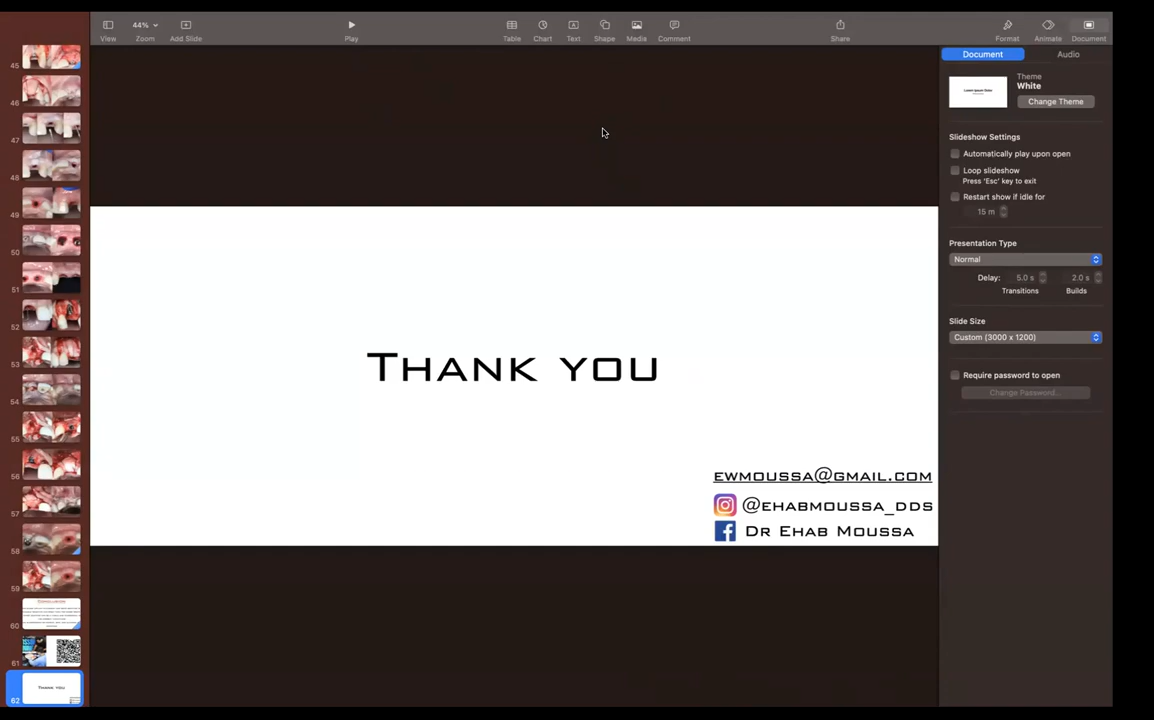 44%
View
Zoom
Add Slide
Play
Table
Chart
Text
Shape
Media
Comment
Share
Format
Animate
Document
Document
Audio
Theme
White
Change Theme
Slideshow Settings
Automatically play upon open
Loop slideshow
Press 'Esc' key to exit
Restart show if idle for
15 m
Presentation Type
Normal
Delay:
5.0 s
2.0 s
Transitions
Builds
Slide Size
Custom (3000 x 1200)
Require password to open
Change Password...
THANK YOU
EWMOUSSA@GMAIL.COM
@EHABMOUSSA_DDS
DR EHAB MOUSSA
45
46
47
48
49
50
51
52
53
54
55
56
57
58
59
60
Conclusion
61
62
THANK YOU